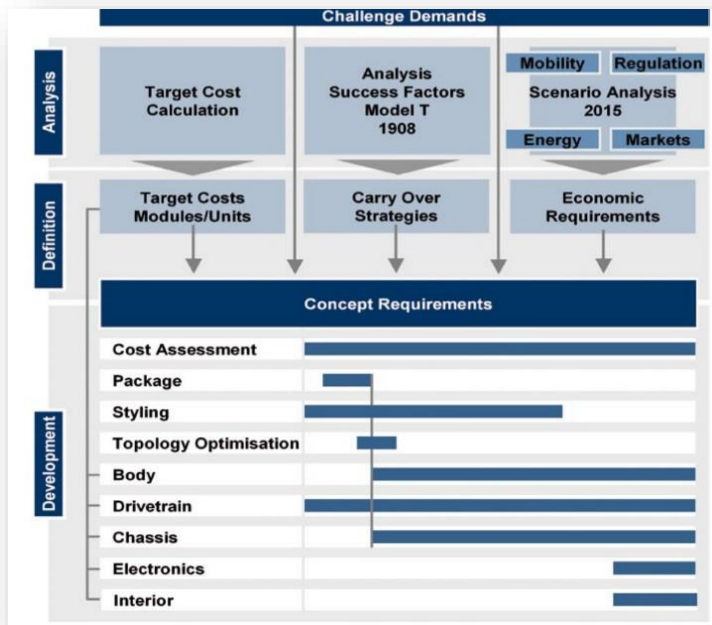 Challenge Demands
Analysis
Target Cost
Calculation
Analysis
Success Factors
Model T
1908
Mobility
Regulation
Scenario Analysis
2015
Energy
Markets
Definition
Target Costs
Modules/Units
Carry Over
Strategies
Economic
Requirements
Concept Requirements
Development
Cost Assessment
Package
Styling
Topology Optimisation
Body
Drivetrain
Chassis
Electronics
Interior